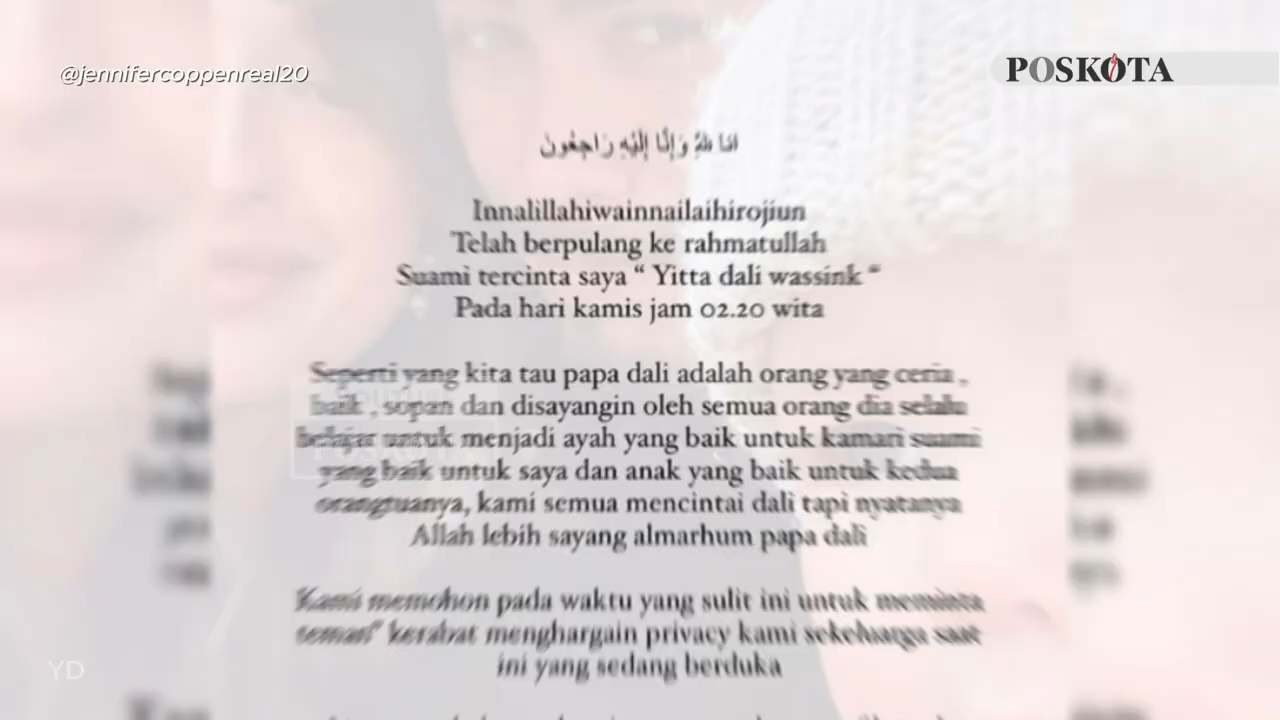 @jennifercoppenreal20
POSKOTA
انا لله وَإِنَّا إِلَيْهِ رَاجِعُونَ
Innalillahiwainnailaihirojiun
Telah berpulang ke rahmatullah
Suami tercinta saya “ Yitta dali wassink “
Pada hari kamis jam 02.20 wita
Seperti yang kita tau papa dali adalah orang yang ceria ,
baik , sopan dan disayangin oleh semua orang dia selalu
belajar untuk menjadi ayah yang baik untuk kamari suami
yang baik untuk saya dan anak yang baik untuk kedua
orangtuanya, kami semua mencintai dali tapi nyatanya
Allah lebih sayang almarhum papa dali
Kami memohon pada waktu yang sulit ini untuk meminta
teman” kerabat menghargain privacy kami sekeluarga saat
ini yang sedang berduka
YD